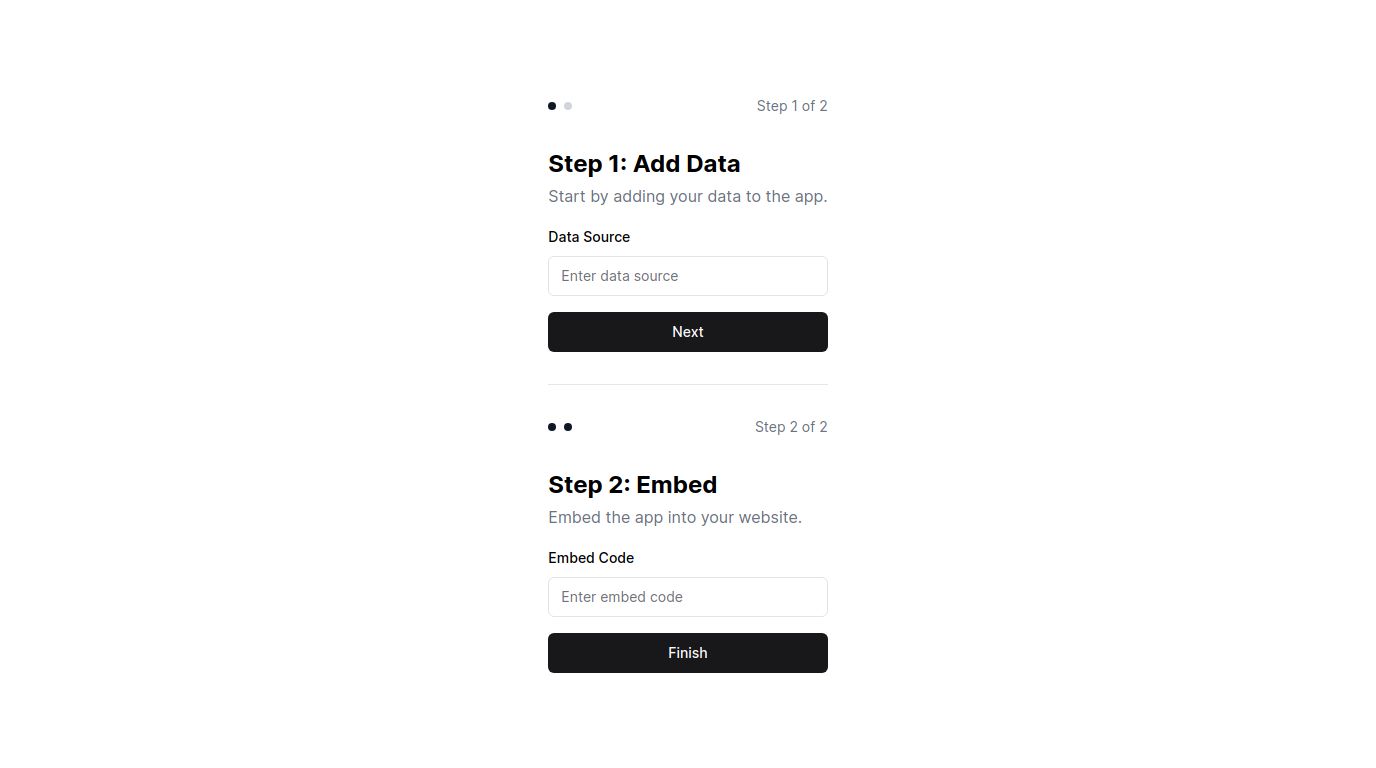 Step 1 of 2
Step 1: Add Data
Start by adding your data to the app.
Data Source
Enter data source
Next
Step 2 of 2
Step 2: Embed
Embed the app into your website.
Embed Code
Enter embed code
Finish